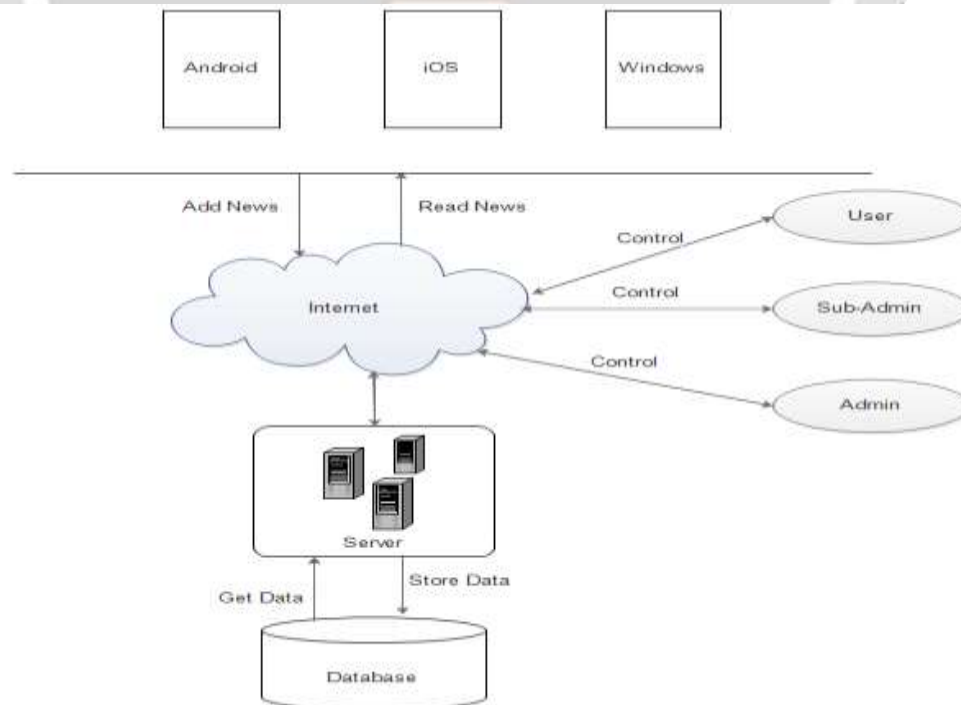 Android
iOS
Windows
Add News
Read News
User
Control
Internet
Control
Sub-Admin
Control
Admin
Server
Get Data
Store Data
Database